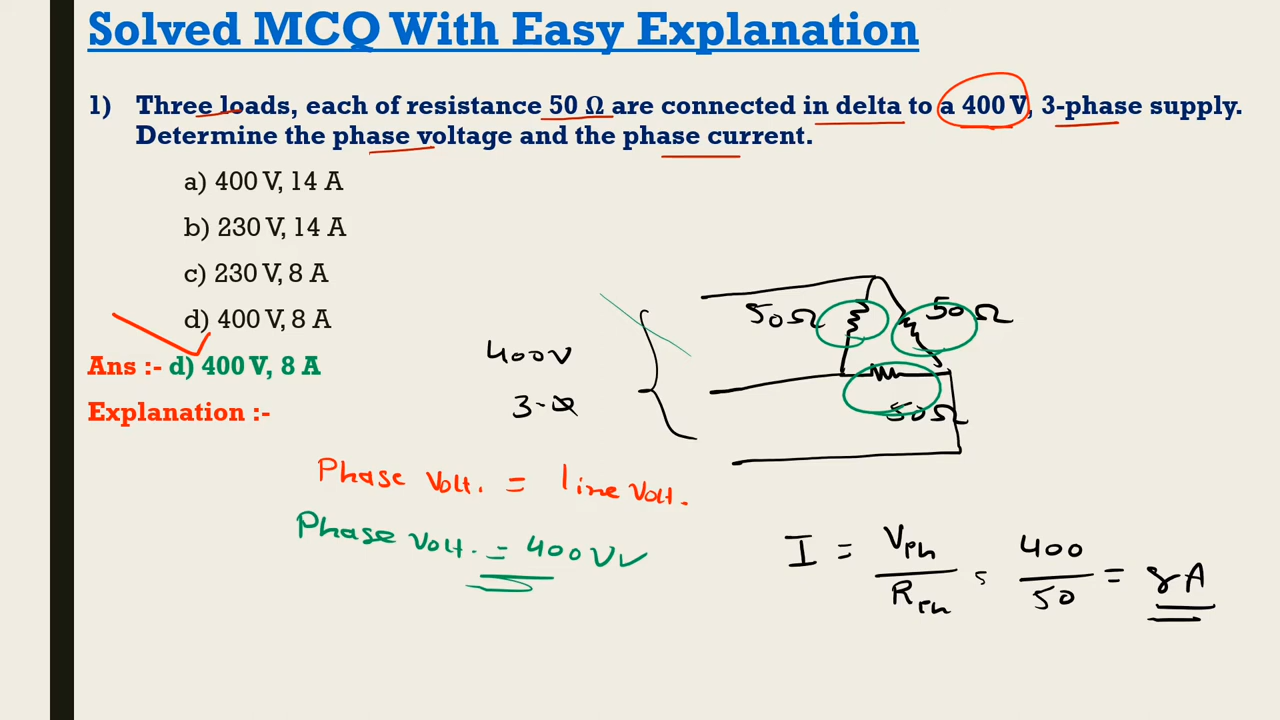 Solved MCQ With Easy Explanation
1) Three loads, each of resistance 50 Ω are connected in delta to a 400 V, 3-phase supply.
Determine the phase voltage and the phase current.
a) 400 V, 14 A
b) 230 V, 14 A
c) 230 V, 8 A
d) 400 V, 8 A
Ans :- d) 400 V, 8 A
Explanation :-
50Ω 50Ω
400V
3-Φ
50Ω
Phase Volt. = line Volt.
Phase Volt. = 400V
I = VPh / RPh = 400 / 50 = 8A